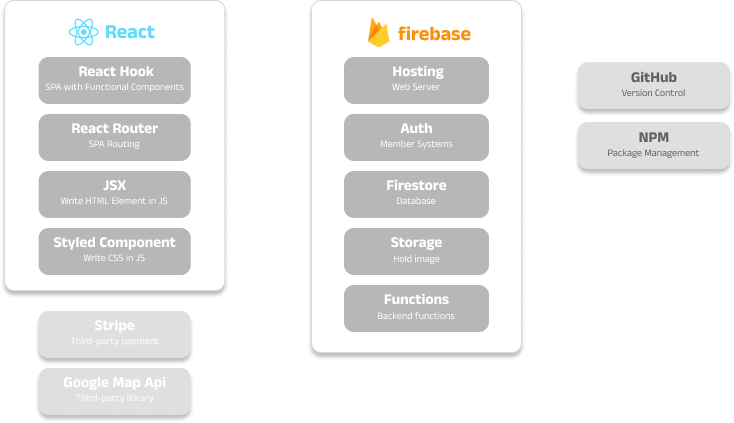 React
React Hook
SPA with Functional Components
React Router
SPA Routing
JSX
Write HTML Element in JS
Styled Component
Write CSS in JS
Stripe
Third-party payment
Google Map Api
Third-party library
firebase
Hosting
Web Server
Auth
Member Systems
Firestore
Database
Storage
Hold image
Functions
Backend functions
GitHub
Version Control
NPM
Package Management